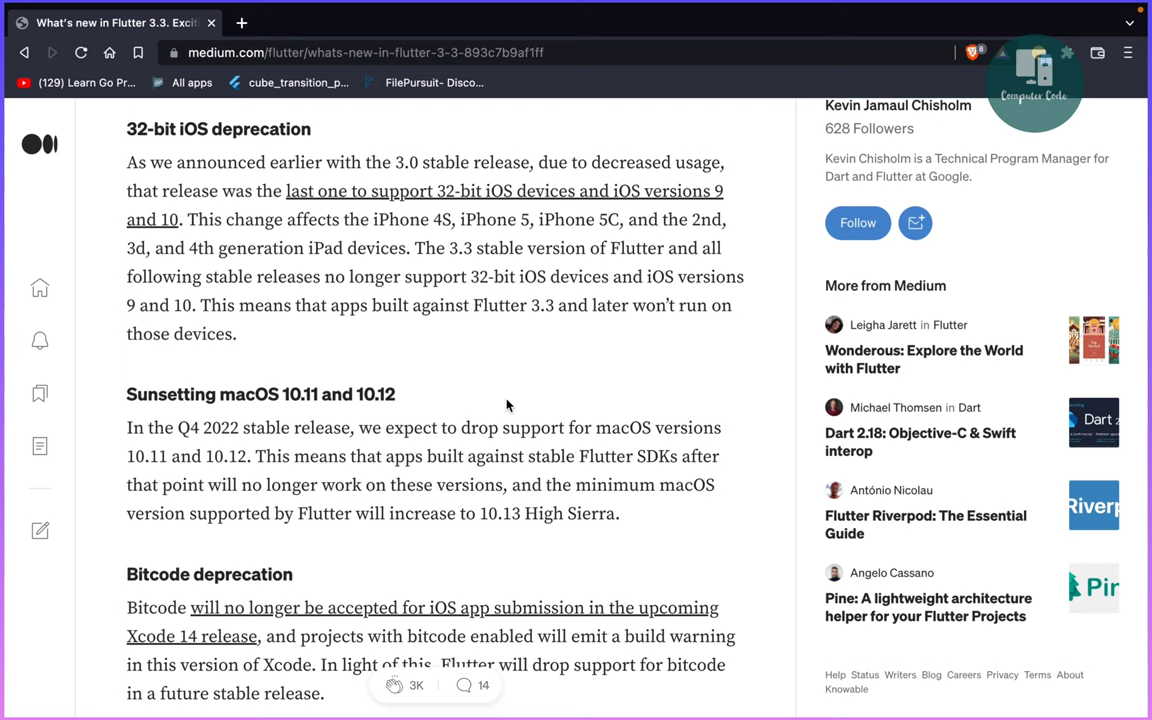 What's new in Flutter 3.3. Exciti
medium.com/flutter/whats-new-in-flutter-3-3-893c7b9af1ff
8
(129) Learn Go Pr...
All apps
cube_transition_p...
FilePursuit- Disco...
Computer Code
32-bit iOS deprecation
As we announced earlier with the 3.0 stable release, due to decreased usage,
that release was the last one to support 32-bit iOS devices and iOS versions 9
and 10. This change affects the iPhone 4S, iPhone 5, iPhone 5C, and the 2nd,
3d, and 4th generation iPad devices. The 3.3 stable version of Flutter and all
following stable releases no longer support 32-bit iOS devices and iOS versions
9 and 10. This means that apps built against Flutter 3.3 and later won't run on
those devices.
Sunsetting macOS 10.11 and 10.12
In the Q4 2022 stable release, we expect to drop support for macOS versions
10.11 and 10.12. This means that apps built against stable Flutter SDKs after
that point will no longer work on these versions, and the minimum macOS
version supported by Flutter will increase to 10.13 High Sierra.
Bitcode deprecation
Bitcode will no longer be accepted for iOS app submission in the upcoming
Xcode 14 release, and projects with bitcode enabled will emit a build warning
in this version of Xcode. In light of this, Flutter will drop support for bitcode
in a future stable release.
3K
14
Kevin Jamaul Chisholm
628 Followers
Kevin Chisholm is a Technical Program Manager for
Dart and Flutter at Google.
Follow
More from Medium
Leigha Jarett in Flutter
Wonderous: Explore the World
with Flutter
Michael Thomsen in Dart
Dart 2.18: Objective-C & Swift
interop
Dart 2
António Nicolau
Flutter Riverpod: The Essential
Guide
Riverp
Angelo Cassano
Pine: A lightweight architecture
helper for your Flutter Projects
Pin
Help Status Writers Blog Careers Privacy Terms About
Knowable